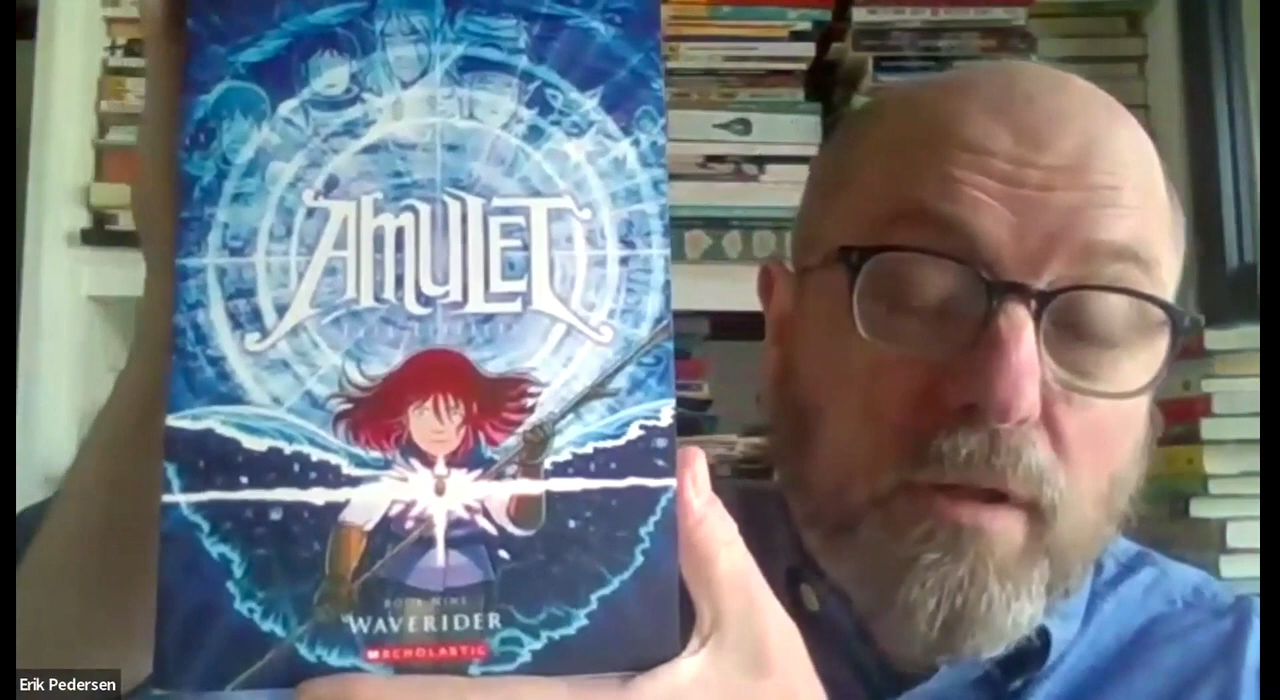 AMULET
BOOK NINE
WAVERIDER
SCHOLASTIC
Erik Pedersen